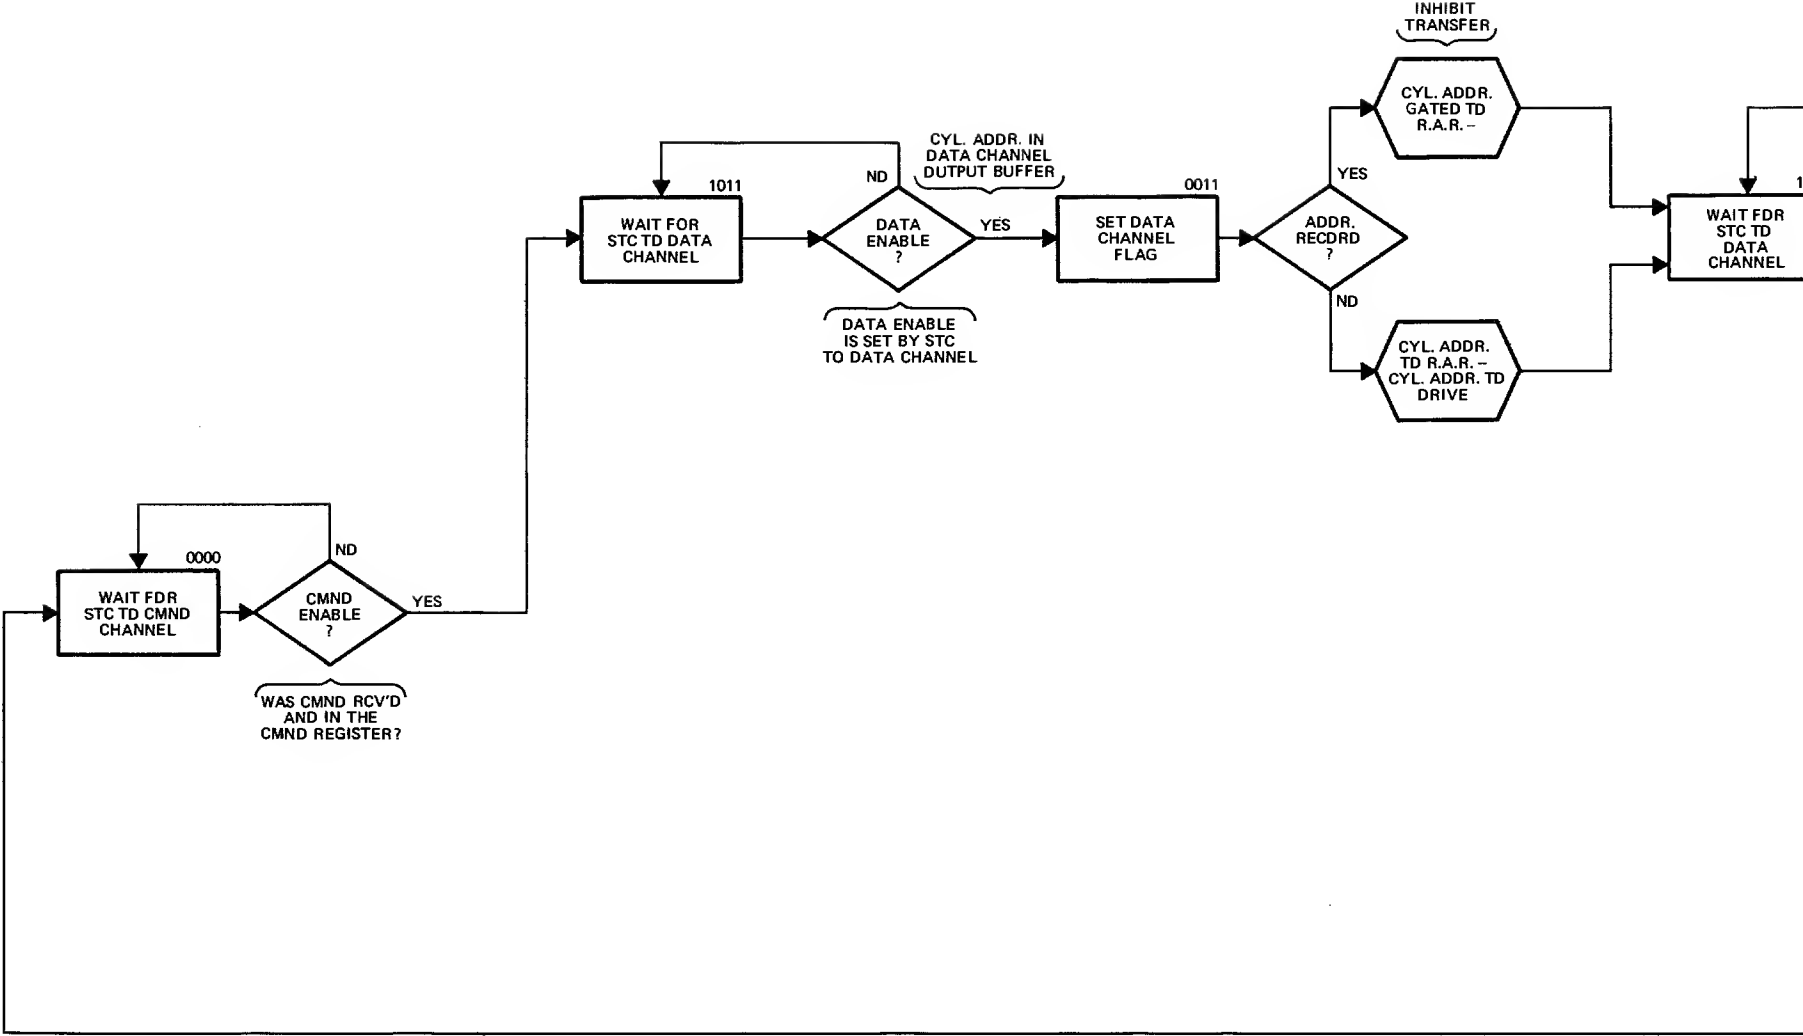 INHIBIT
TRANSFER
CYL. ADDR.
GATED TD
R.A.R. –
CYL. ADDR. IN
DATA CHANNEL
DUTPUT BUFFER
ND
1011
WAIT FOR
STC TD DATA
CHANNEL
DATA
ENABLE
?
YES
0011
SET DATA
CHANNEL
FLAG
YES
ADDR.
RECDRD
?
ND
1
WAIT FDR
STC TD
DATA
CHANNEL
DATA ENABLE
IS SET BY STC
TO DATA CHANNEL
CYL. ADDR.
TD R.A.R. –
CYL. ADDR. TD
DRIVE
0000
WAIT FDR
STC TD CMND
CHANNEL
ND
CMND
ENABLE
?
YES
WAS CMND RCV'D
AND IN THE
CMND REGISTER?